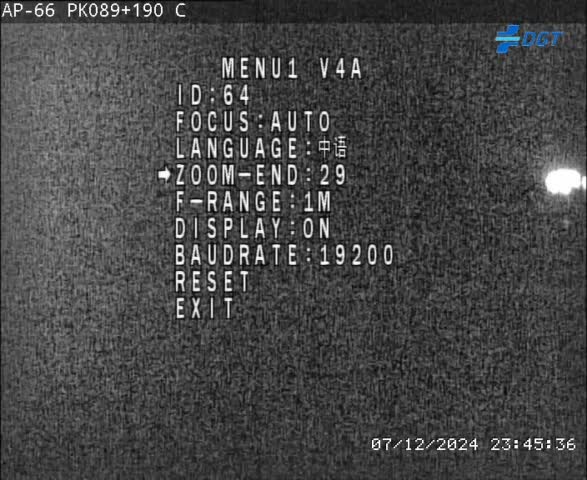 AP-66 PK089+190 C
DGT
MENU1 V4A
ID:64
FOCUS:AUTO
LANGUAGE:中语
ZOOM-END:29
F-RANGE:1M
DISPLAY:ON
BAUDRATE:19200
RESET
EXIT
07/12/2024 23:45:36